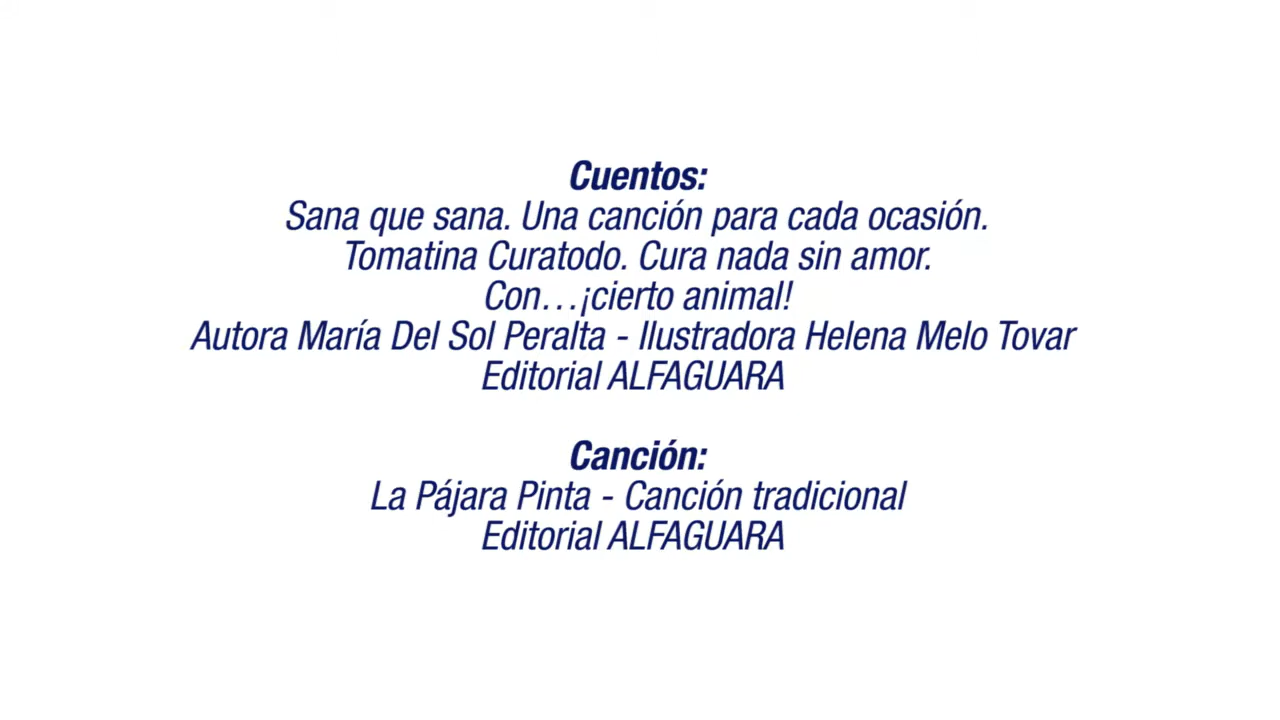 Cuentos:
Sana que sana. Una canción para cada ocasión.
Tomatina Curatodo. Cura nada sin amor.
Con...¡cierto animal!
Autora María Del Sol Peralta - Ilustradora Helena Melo Tovar
Editorial ALFAGUARA
Canción:
La Pájara Pinta - Canción tradicional
Editorial ALFAGUARA